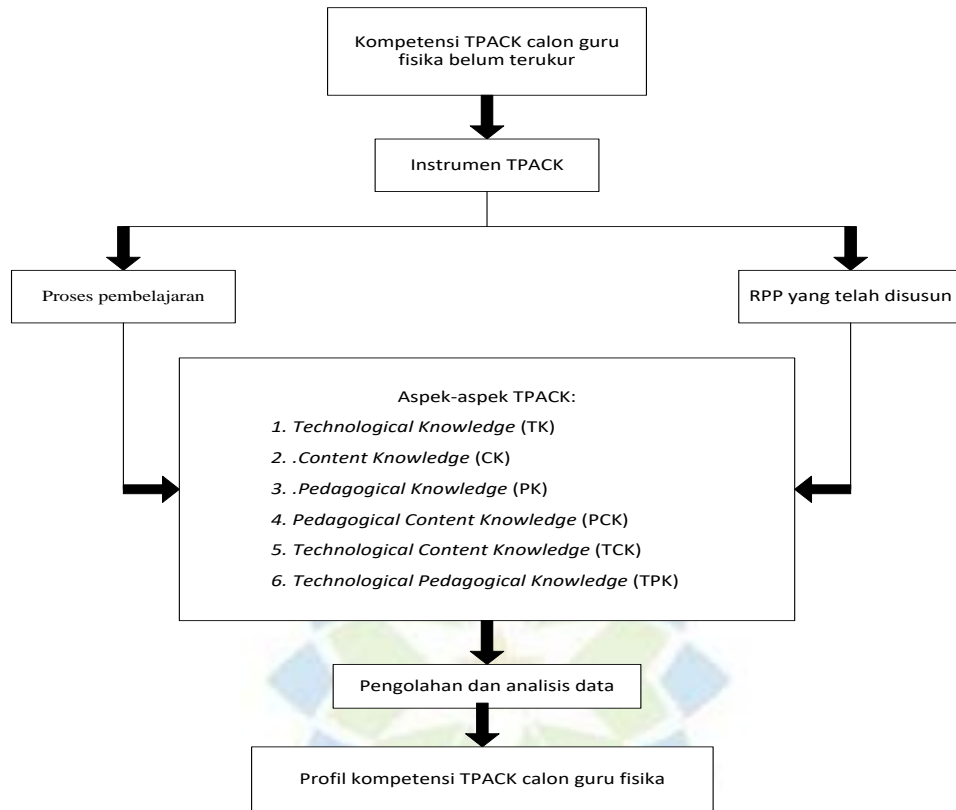 Kompetensi TPACK calon guru
fisika belum terukur
Instrumen TPACK
Proses pembelajaran
RPP yang telah disusun
Aspek-aspek TPACK:
1. Technological Knowledge (TK)
2. .Content Knowledge (CK)
3. .Pedagogical Knowledge (PK)
4. Pedagogical Content Knowledge (PCK)
5. Technological Content Knowledge (TCK)
6. Technological Pedagogical Knowledge (TPK)
Pengolahan dan analisis data
Profil kompetensi TPACK calon guru fisika